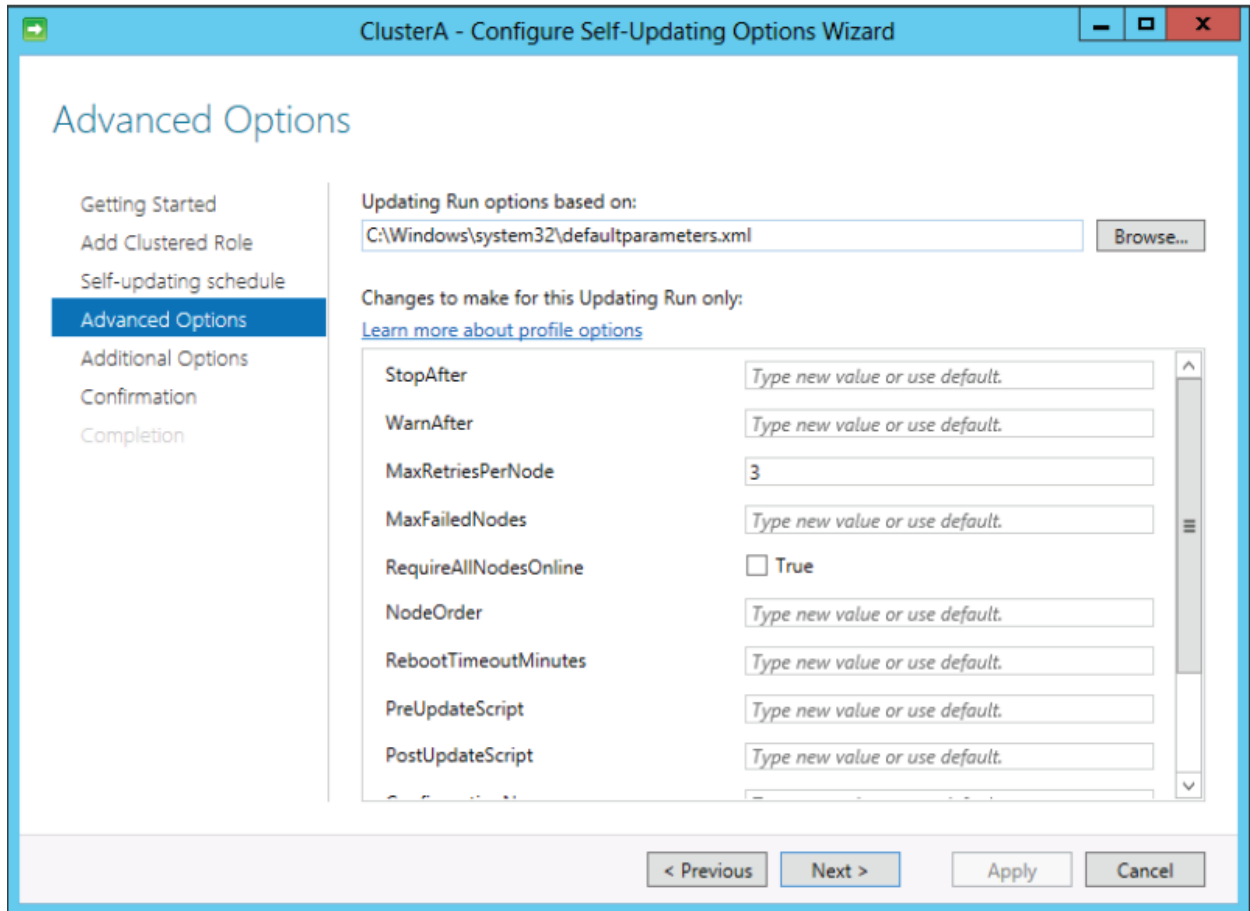 ClusterA - Configure Self-Updating Options Wizard
Advanced Options
Getting Started
Add Clustered Role
Self-updating schedule
Advanced Options
Additional Options
Confirmation
Completion
Updating Run options based on:
C:\Windows\system32\defaultparameters.xml
Browse...
Changes to make for this Updating Run only:
Learn more about profile options
StopAfter Type new value or use default.
WarnAfter Type new value or use default.
MaxRetriesPerNode 3
MaxFailedNodes Type new value or use default.
RequireAllNodesOnline True
NodeOrder Type new value or use default.
RebootTimeoutMinutes Type new value or use default.
PreUpdateScript Type new value or use default.
PostUpdateScript Type new value or use default.
< Previous Next > Apply Cancel